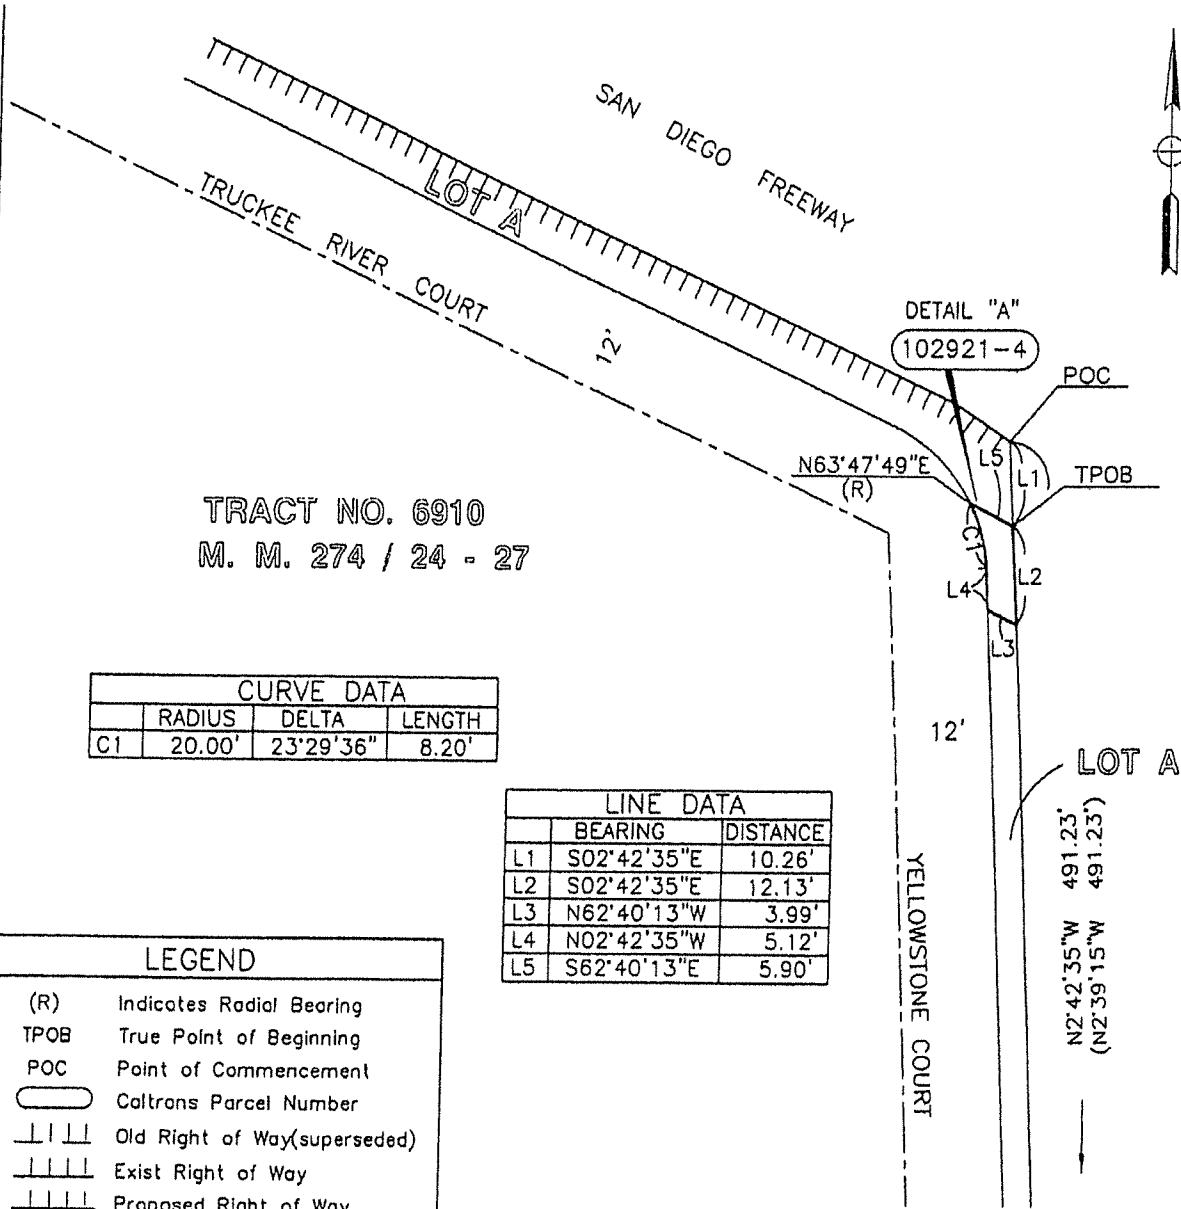 SAN DIEGO FREEWAY
LOT A
TRUCKEE RIVER COURT
12'
DETAIL "A"
102921-4
POC
N63°47'49"E
(R)
L5
L1
TPOB
C1
L4
L2
L3
TRACT NO. 6910
M. M. 274 / 24 - 27
CURVE DATA
RADIUS DELTA LENGTH
C1 20.00' 23°29'36" 8.20'
12'
LOT A
LINE DATA
BEARING DISTANCE
L1 S02°42'35"E 10.26'
L2 S02°42'35"E 12.13'
L3 N62°40'13"W 3.99'
L4 N02°42'35"W 5.12'
L5 S62°40'13"E 5.90'
YELLOWSTONE COURT
N2°42'35"W 491.23'
(N2°39'15"W 491.23')
LEGEND
(R) Indicates Radial Bearing
TPOB True Point of Beginning
POC Point of Commencement
Caltrans Parcel Number
Old Right of Way(superseded)
Exist Right of Way
Proposed Right of Way